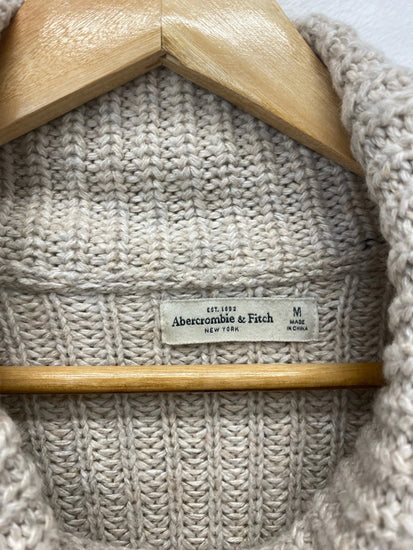 EST. 1892
Abercrombie & Fitch
NEW YORK
M
MADE
IN CHINA